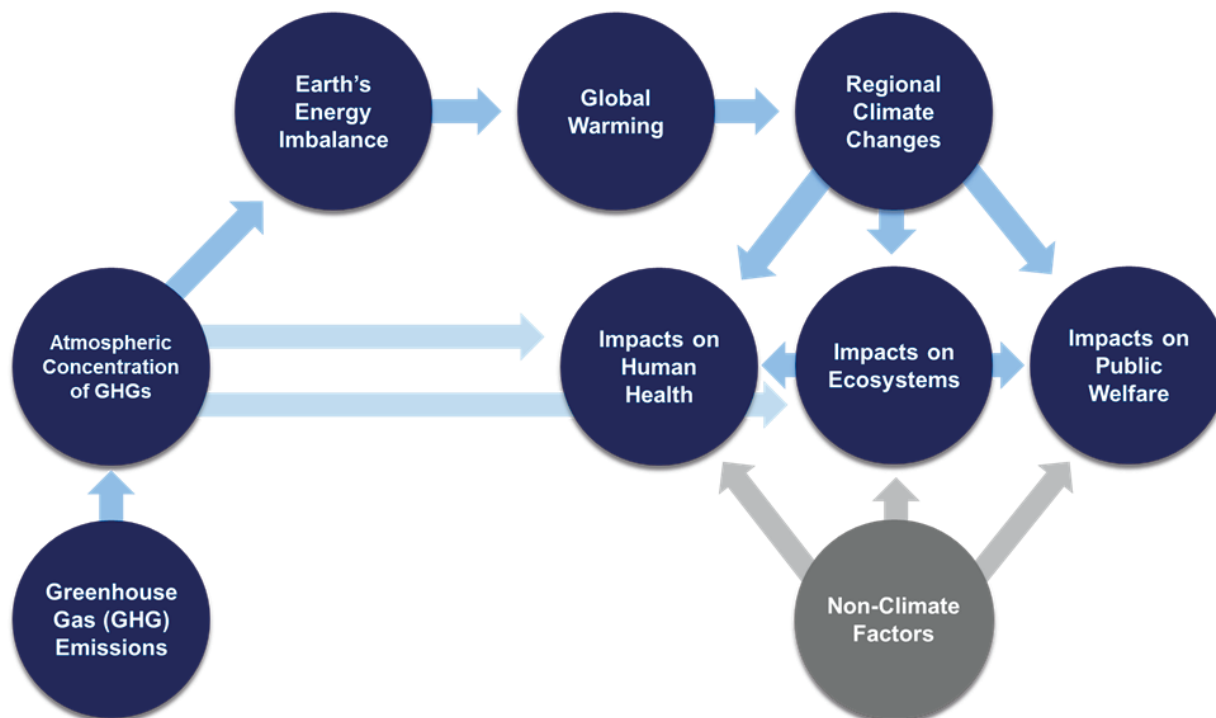 Earth's
Energy
Imbalance
Global
Warming
Regional
Climate
Changes
Atmospheric
Concentration
of GHGs
Impacts on
Human
Health
Impacts on
Ecosystems
Impacts on
Public
Welfare
Greenhouse
Gas (GHG)
Emissions
Non-Climate
Factors